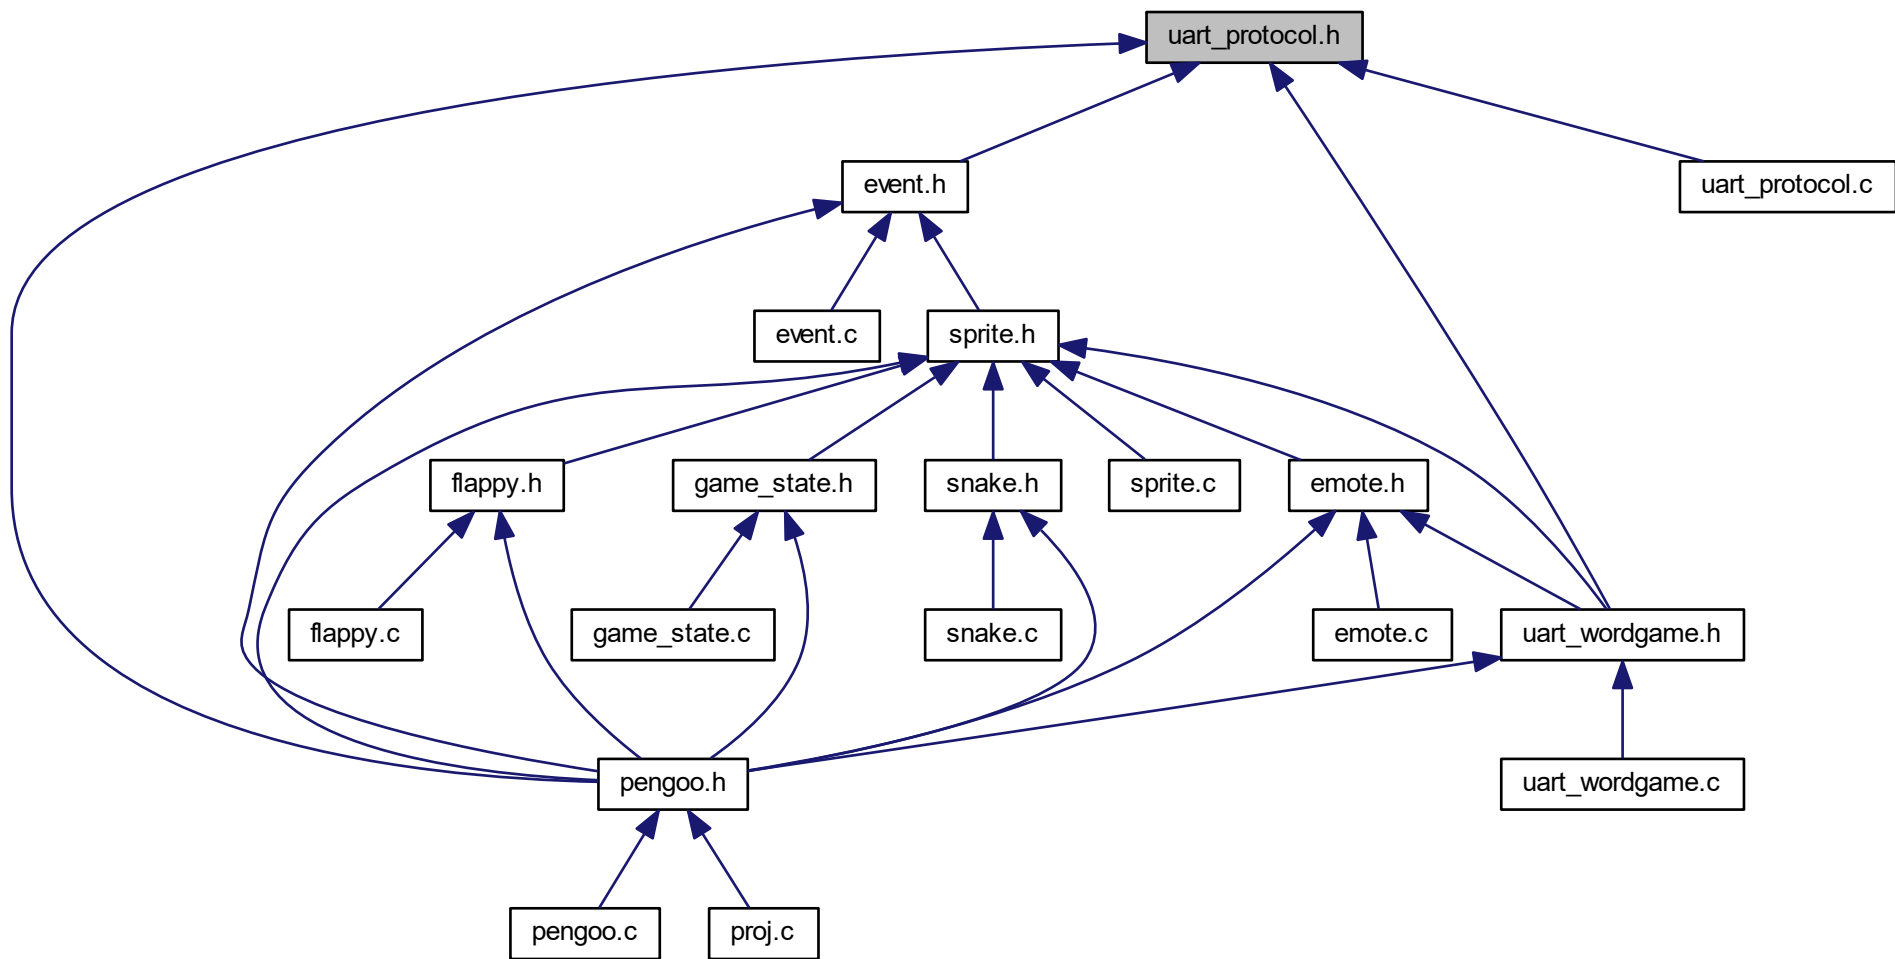 uart_protocol.h
event.h
uart_protocol.c
event.c
sprite.h
flappy.h
game_state.h
snake.h
sprite.c
emote.h
flappy.c
game_state.c
snake.c
emote.c
uart_wordgame.h
pengoo.h
uart_wordgame.c
pengoo.c
proj.c